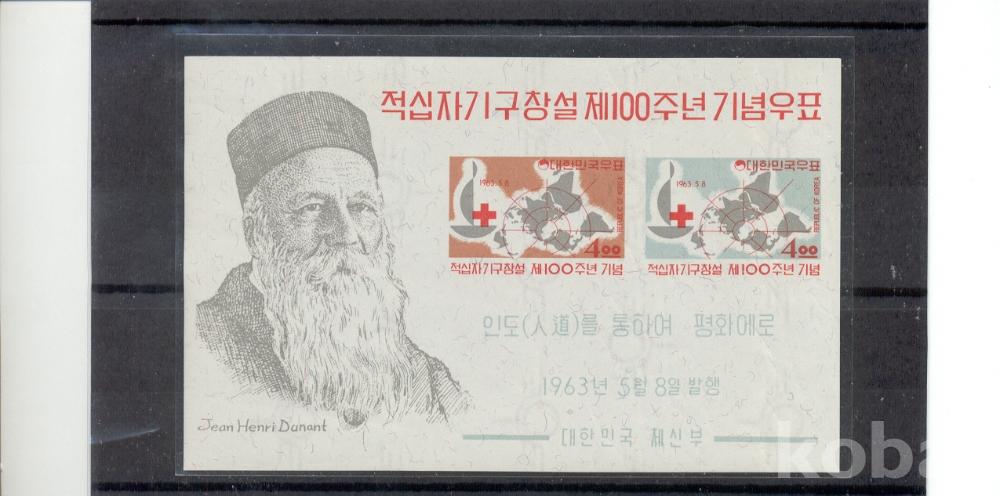 적십자기구창설 제100주년 기념우표
대한민국우표
1963. 5. 8
REPUBLIC OF KOREA
4.00
적십자기구창설 제100주년 기념
대한민국우표
1963. 5. 8
REPUBLIC OF KOREA
4.00
적십자기구창설 제100주년 기념
인도(人道)를 통하여 평화에로
1963년 5월 8일 발행
대한민국 체신부
Jean Henri Dunant
koba